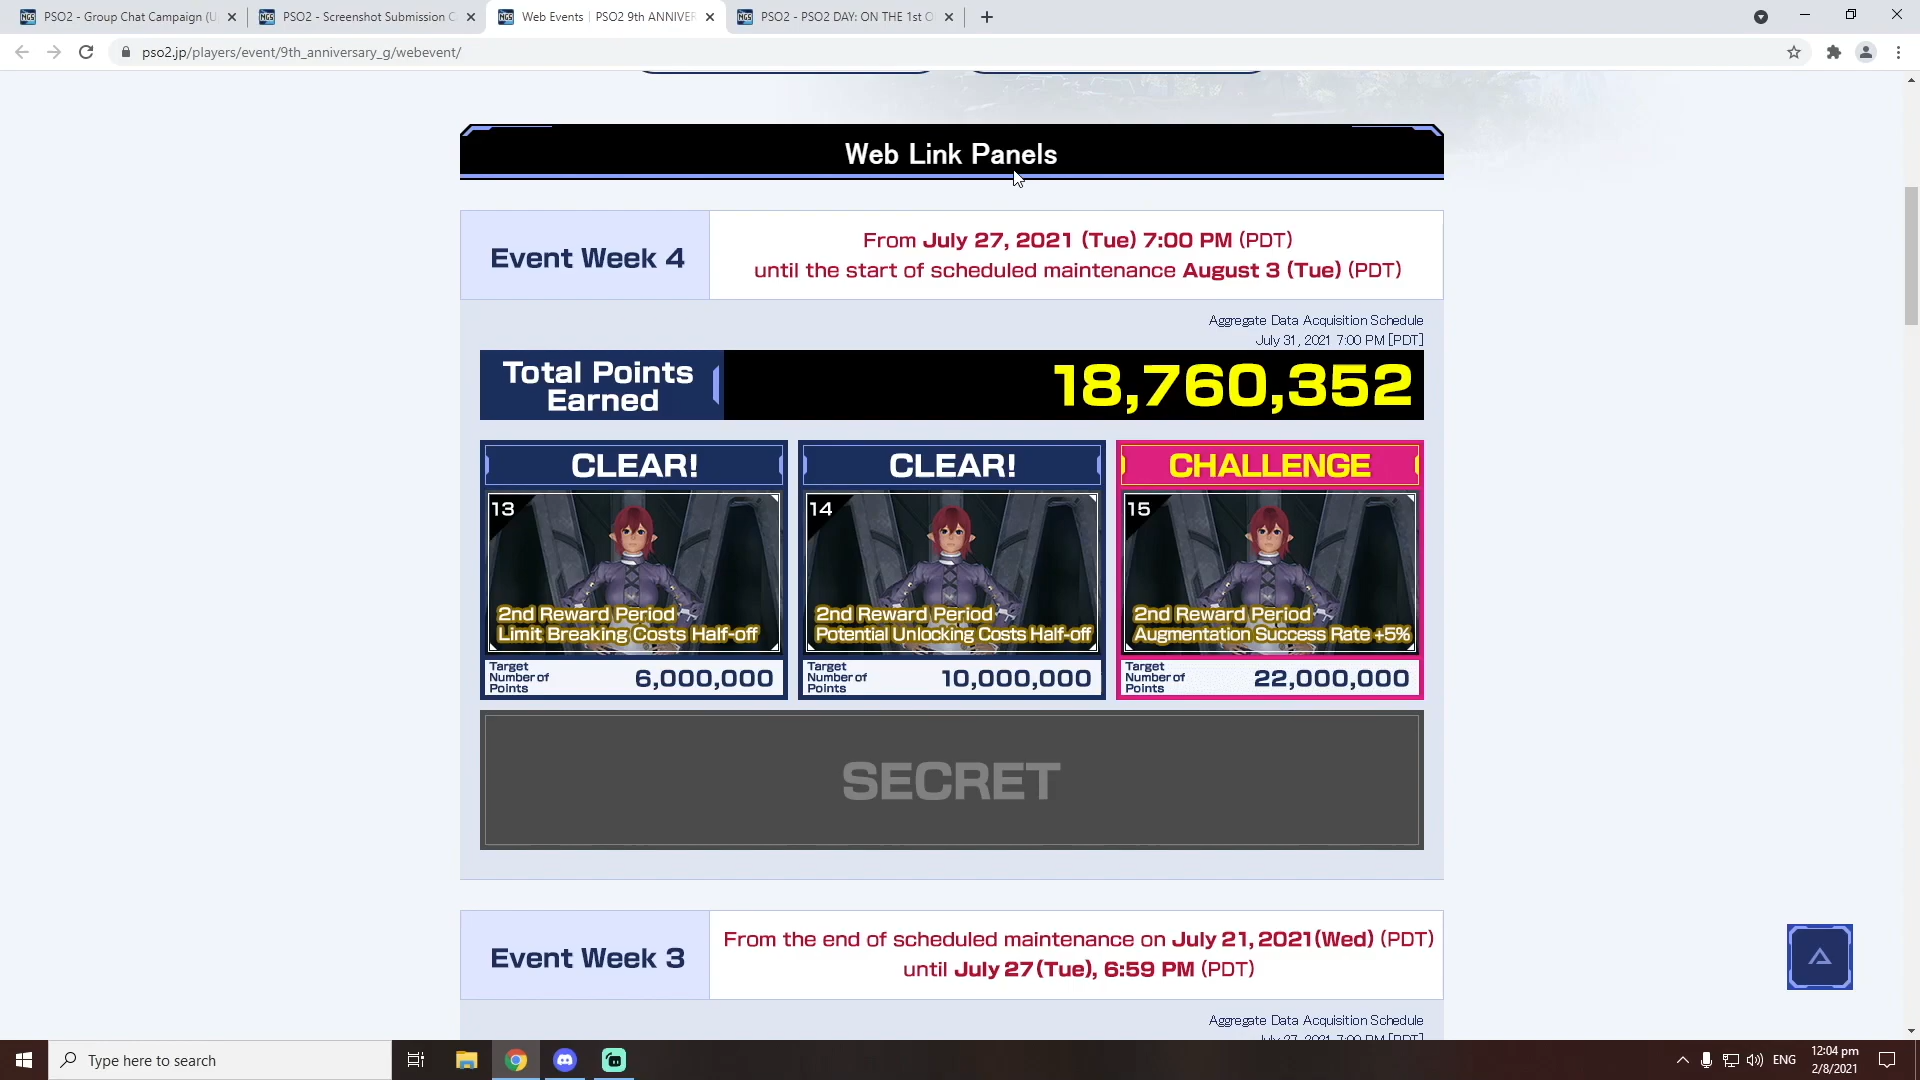 PSO2 - Group Chat Campaign (U
PSO2 - Screenshot Submission C
Web Events | PSO2 9th ANNIVER
PSO2 - PSO2 DAY: ON THE 1st O
pso2.jp/players/event/9th_anniversary_g/webevent/
Web Link Panels
Event Week 4
From July 27, 2021 (Tue) 7:00 PM (PDT)
until the start of scheduled maintenance August 3 (Tue) (PDT)
Aggregate Data Acquisition Schedule
July 31, 2021 7:00 PM [PDT]
Total Points
Earned
18,760,352
CLEAR!
13
2nd Reward Period
Limit Breaking Costs Half-off
Target
Number of
Points
6,000,000
CLEAR!
14
2nd Reward Period
Potential Unlocking Costs Half-off
Target
Number of
Points
10,000,000
CHALLENGE
15
2nd Reward Period
Augmentation Success Rate +5%
Target
Number of
Points
22,000,000
SECRET
Event Week 3
From the end of scheduled maintenance on July 21, 2021(Wed) (PDT)
until July 27 (Tue), 6:59 PM (PDT)
Aggregate Data Acquisition Schedule
July 27, 2021 7:00 PM [PDT]
Type here to search
ENG
12:04 pm
2/8/2021